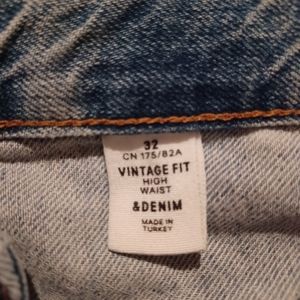 32
CN 175/82A
VINTAGE FIT
HIGH
WAIST
&DENIM
MADE IN
TURKEY